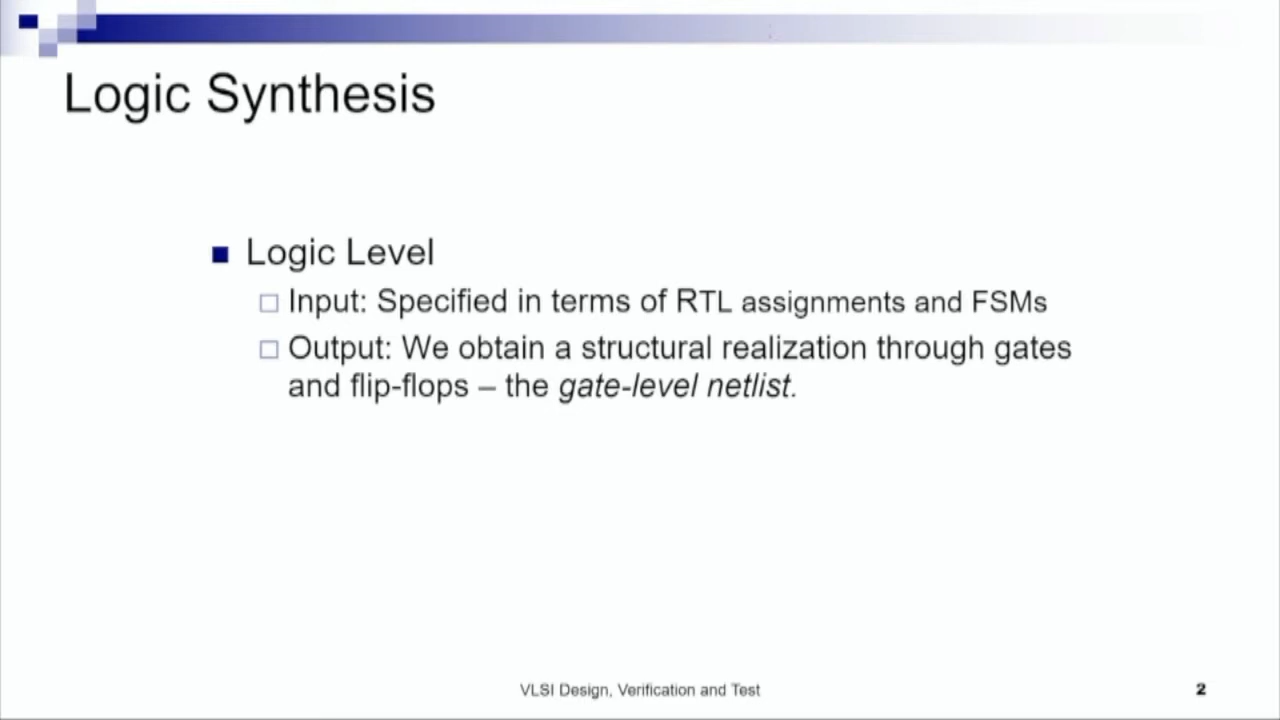 Logic Synthesis
Logic Level
Input: Specified in terms of RTL assignments and FSMs
Output: We obtain a structural realization through gates
and flip-flops – the gate-level netlist.
VLSI Design, Verification and Test
2